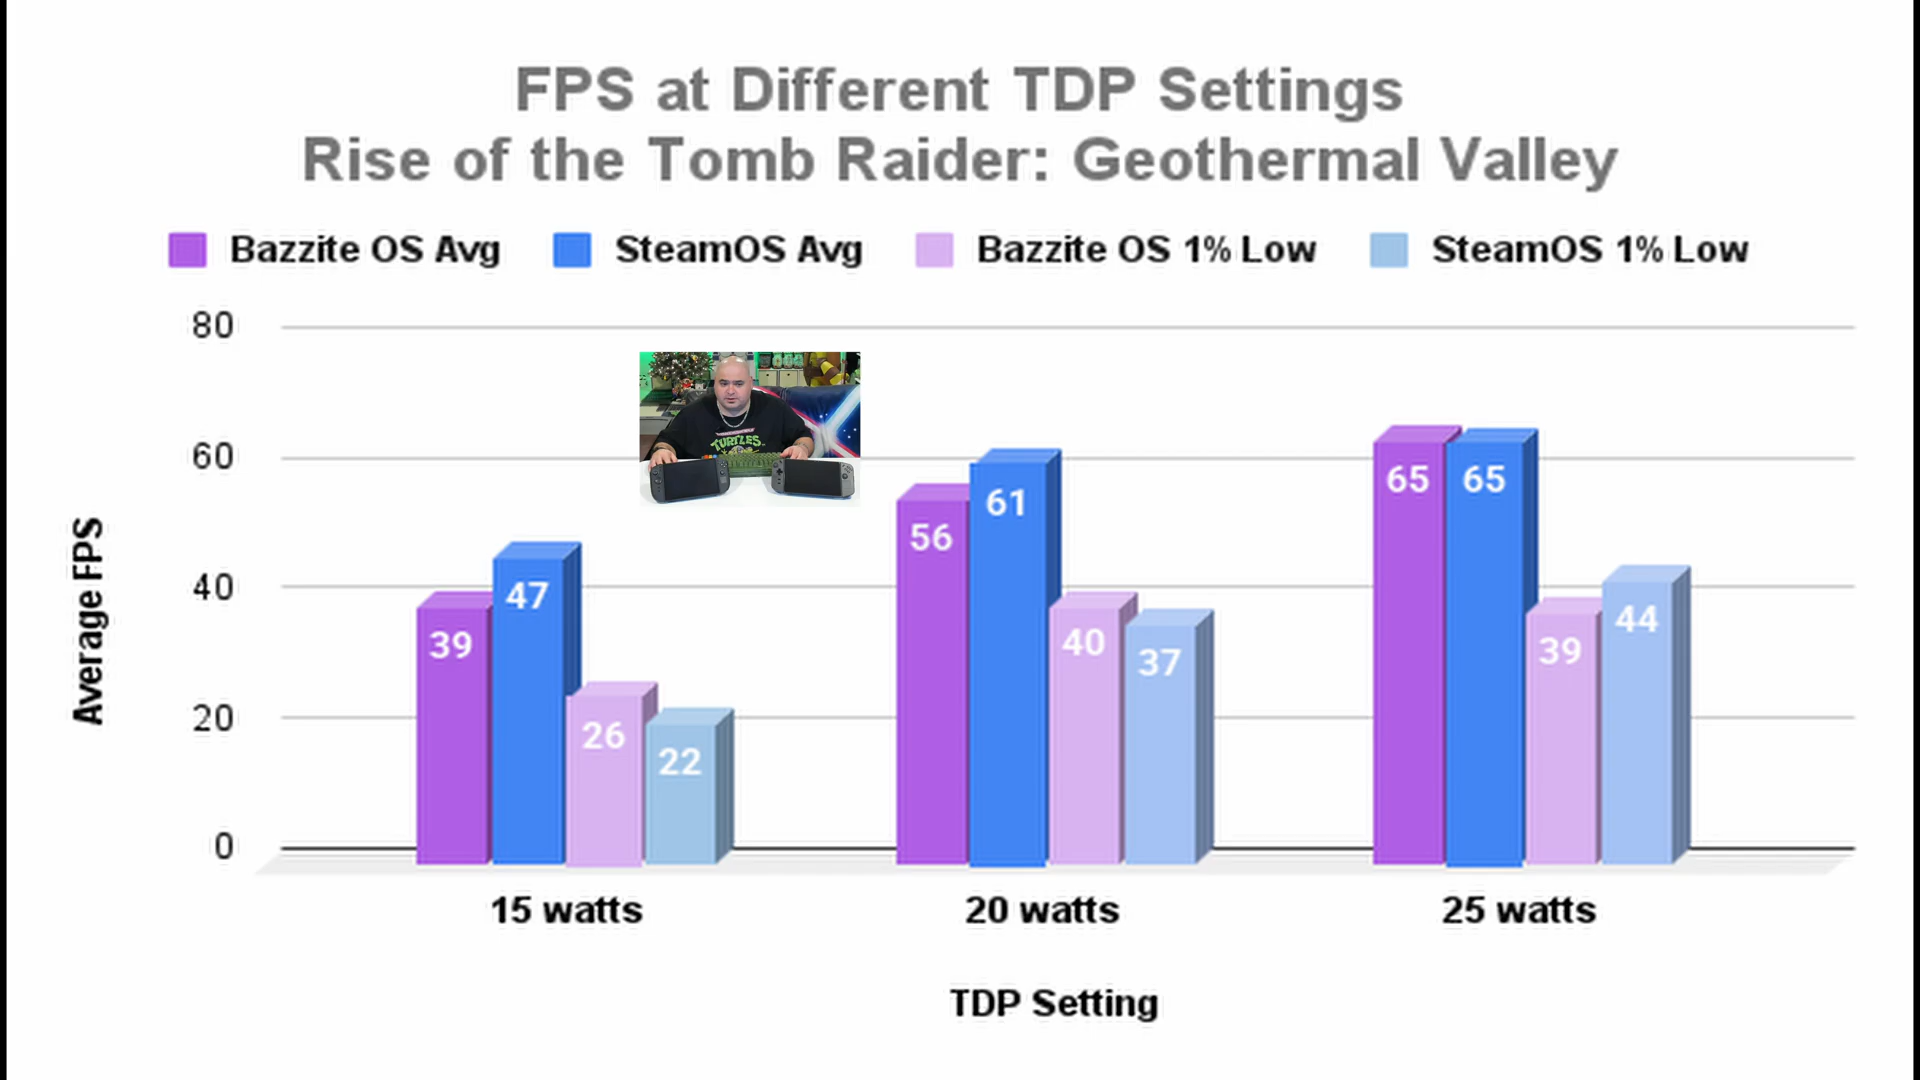 FPS at Different TDP Settings
Rise of the Tomb Raider: Geothermal Valley
Bazzite OS Avg SteamOS Avg Bazzite OS 1% Low SteamOS 1% Low
80
60
40
20
0
Average FPS
TURTLES
39 47 26 22
56 61 40 37
65 65 39 44
15 watts 20 watts 25 watts
TDP Setting